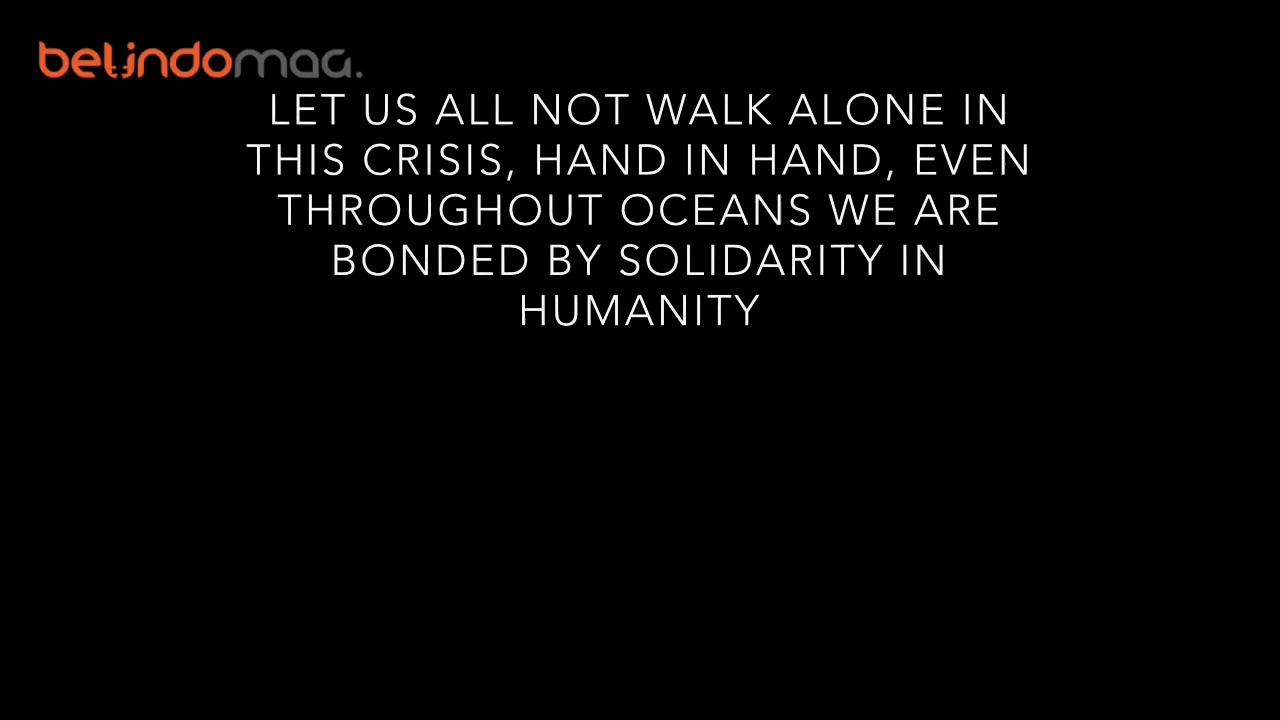 belindomag.
LET US ALL NOT WALK ALONE IN
THIS CRISIS, HAND IN HAND, EVEN
THROUGHOUT OCEANS WE ARE
BONDED BY SOLIDARITY IN
HUMANITY